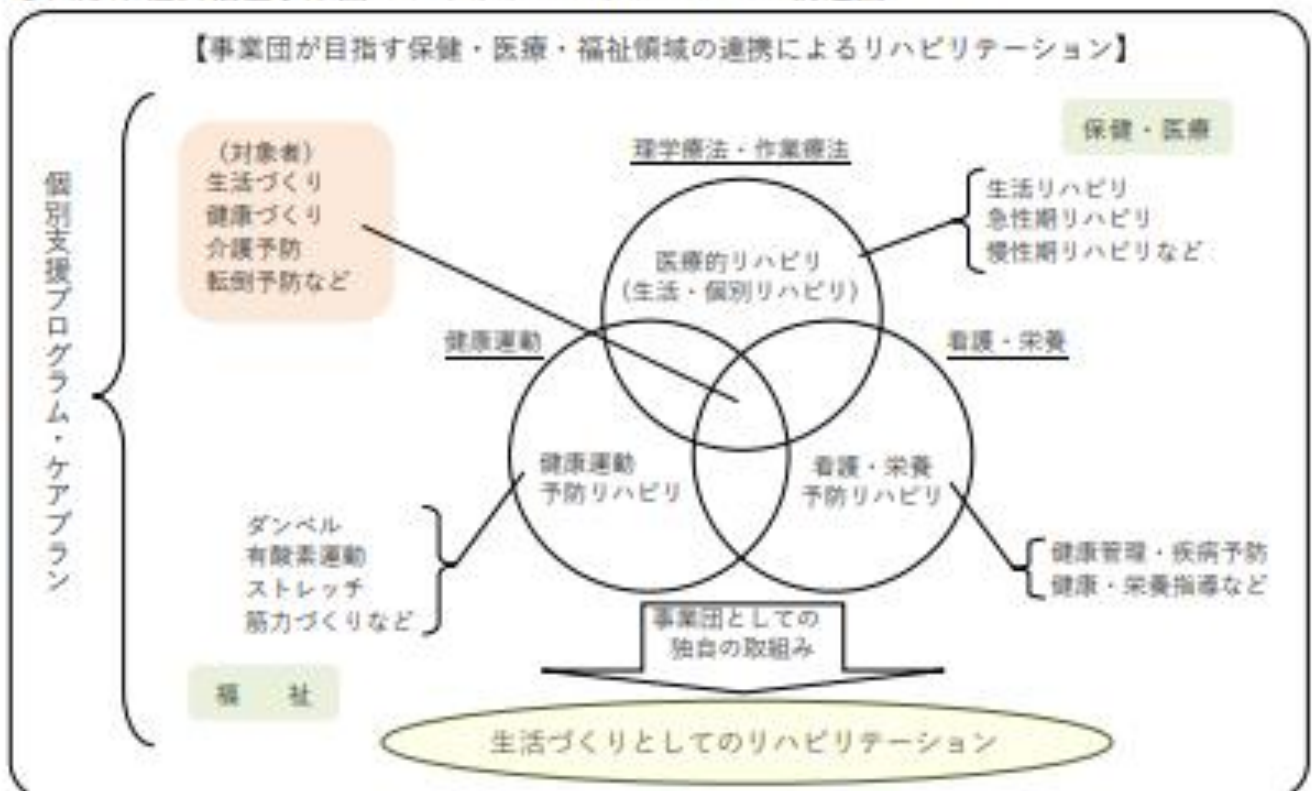 【事業団が目指す保健・医療・福祉領域の連携によるリハビリテーション】
個別支援プログラム・ケアプラン
(対象者)
生活づくり
健康づくり
介護予防
転倒予防など
理学療法・作業療法
保健・医療
生活リハビリ
急性期リハビリ
慢性期リハビリなど
医療的リハビリ
(生活・個別リハビリ)
健康運動
看護・栄養
健康運動
予防リハビリ
看護・栄養
予防リハビリ
ダンベル
有酸素運動
ストレッチ
筋力づくりなど
健康管理・疾病予防
健康・栄養指導など
事業団としての
独自の取組み
福 祉
生活づくりとしてのリハビリテーション